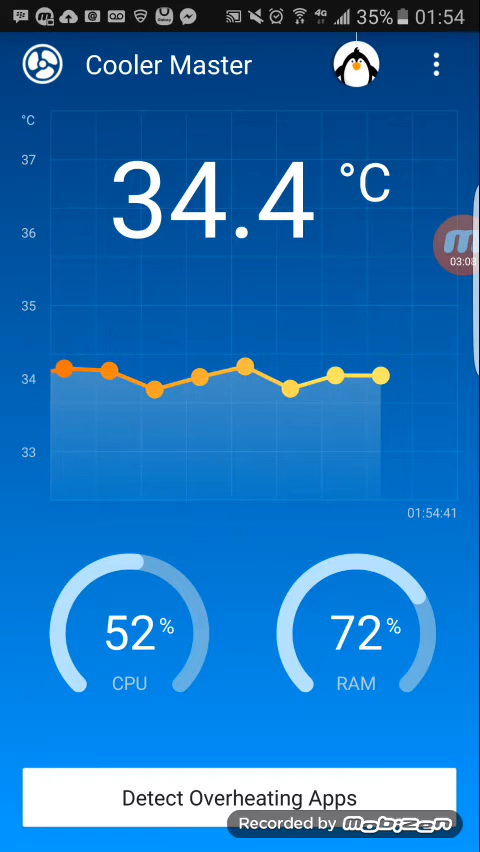 4G 35% 01:54
Cooler Master
°C
34.4 °C
37
36
03:08
35
34
33
01:54:41
52%
CPU
72%
RAM
Detect Overheating Apps
Recorded by mobizen